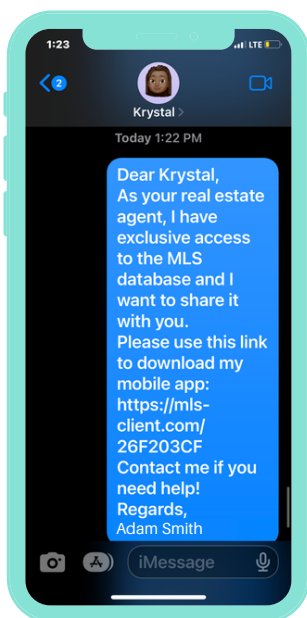 1:23
LTE
2
Krystal
Today 1:22 PM
Dear Krystal,
As your real estate
agent, I have
exclusive access
to the MLS
database and I
want to share it
with you.
Please use this link
to download my
mobile app:
https://mls-
client.com/
26F203CF
Contact me if you
need help!
Regards,
Adam Smith
iMessage